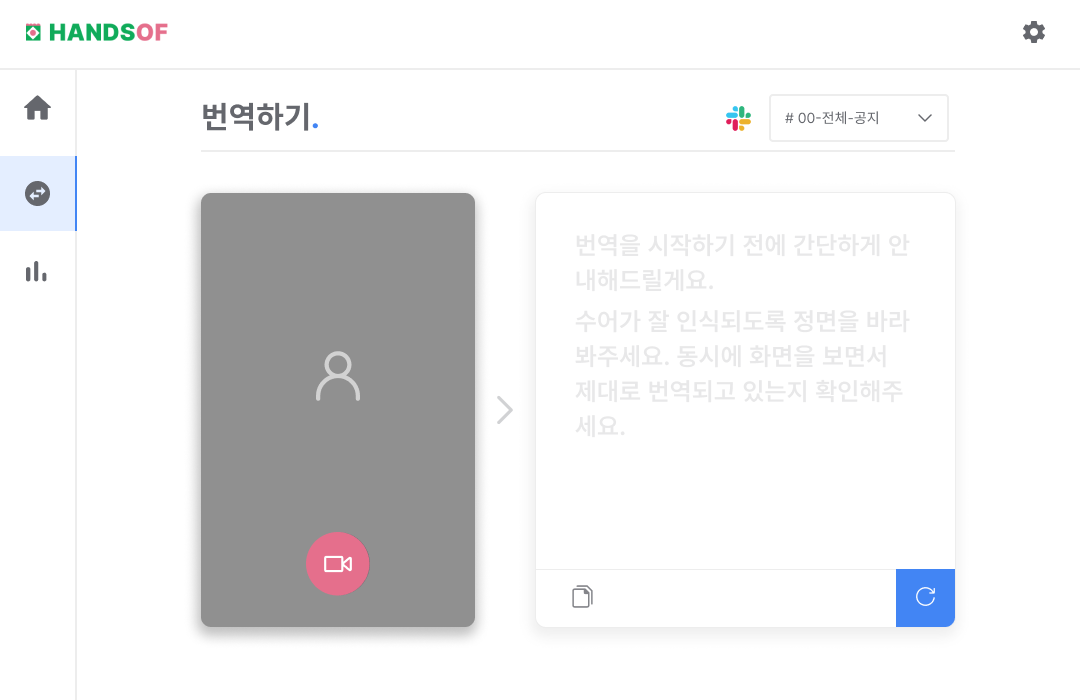 HANDSOF
번역하기.
# 00-전체-공지
번역을 시작하기 전에 간단하게 안
내해드릴게요.
수어가 잘 인식되도록 정면을 바라
봐주세요. 동시에 화면을 보면서
제대로 번역되고 있는지 확인해주
세요.